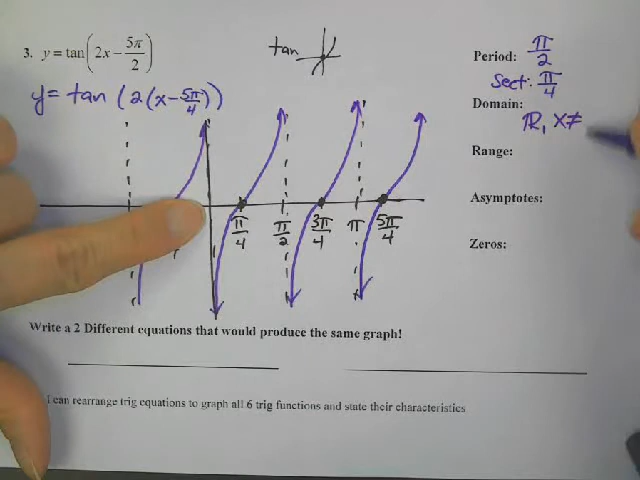 3. y = tan(2x − 5π/2)
tan
y = tan (2(x − 5π/4))
Period: π/2
Sect: π/4
Domain:
ℝ, x≠
Range:
Asymptotes:
Zeros:
π/4 π/2 3π/4 π 5π/4
Write a 2 Different equations that would produce the same graph!
I can rearrange trig equations to graph all 6 trig functions and state their characteristics